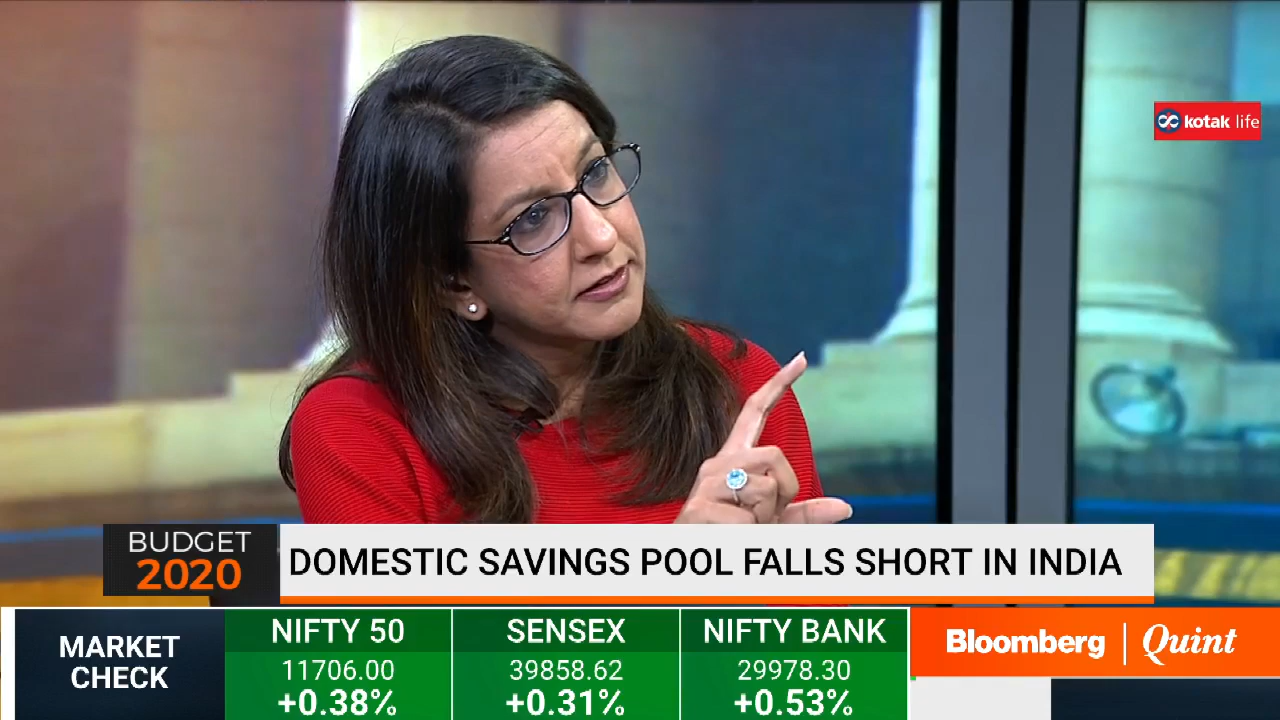 kotak life
BUDGET
2020
DOMESTIC SAVINGS POOL FALLS SHORT IN INDIA
MARKET
CHECK
NIFTY 50
11706.00
+0.38%
SENSEX
39858.62
+0.31%
NIFTY BANK
29978.30
+0.53%
Bloomberg | Quint